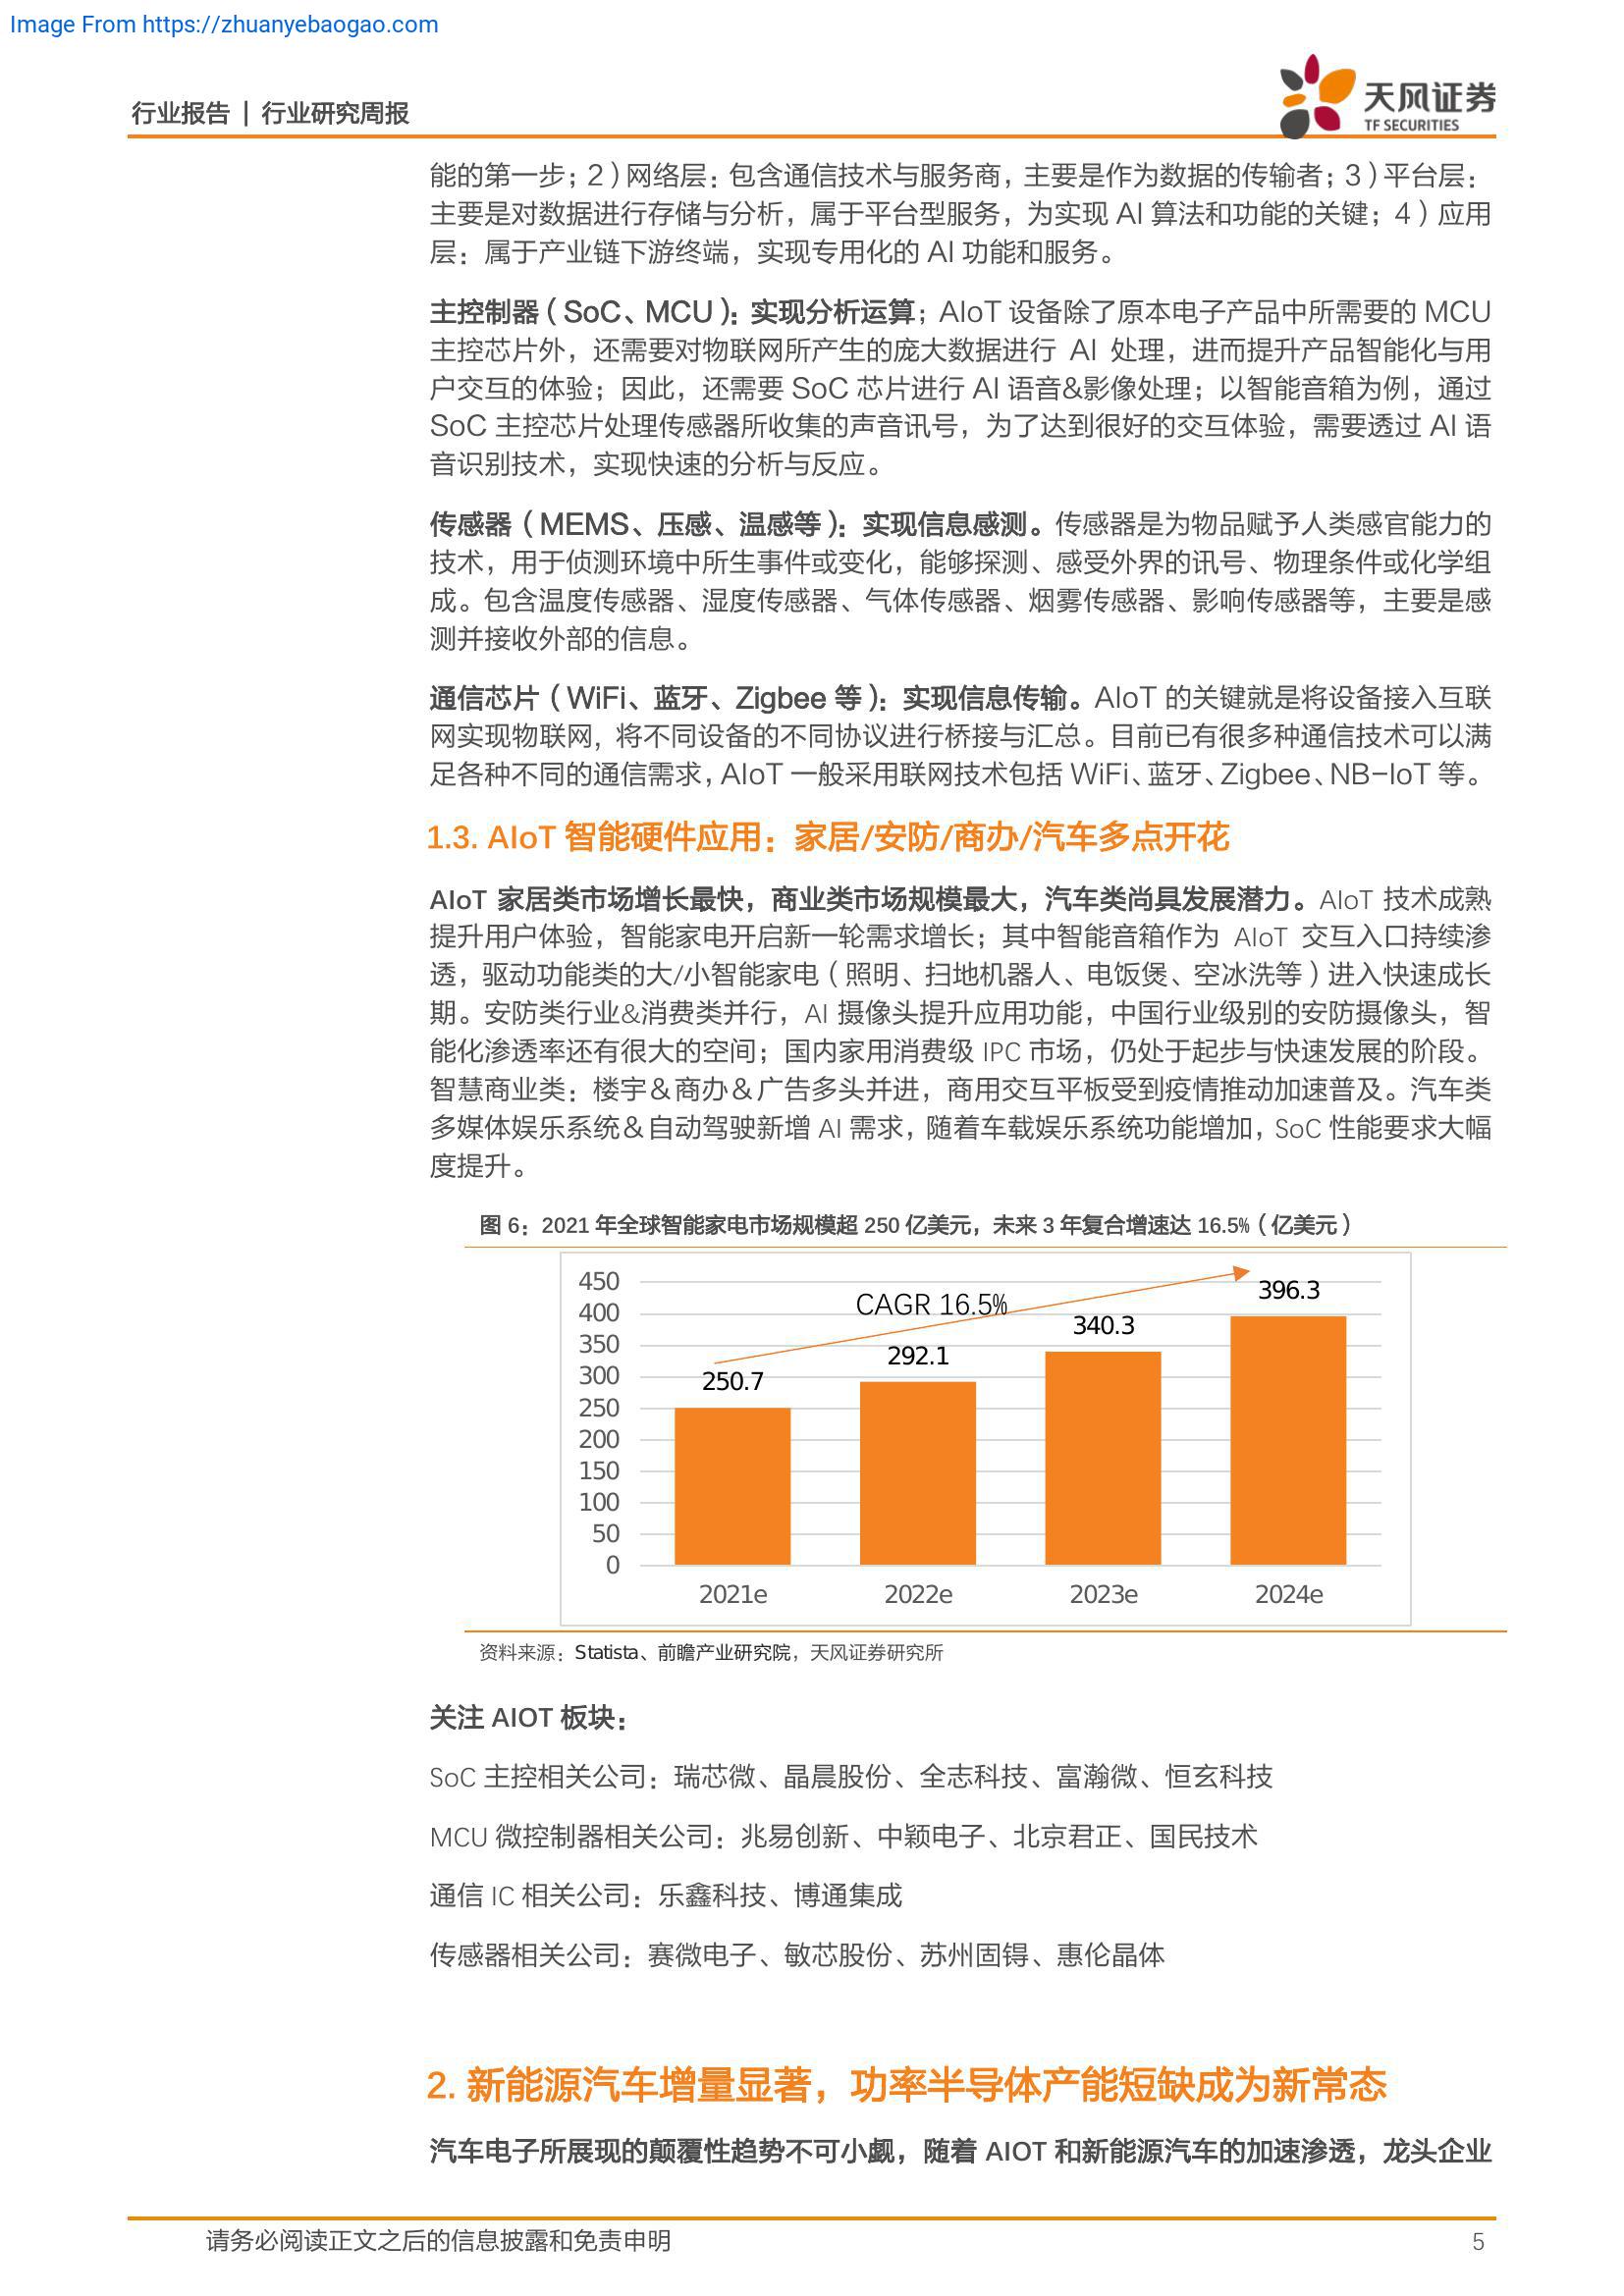 Image From https://zhuanyebaogao.com
行业报告 | 行业研究周报
天风证券
TF SECURITIES
能的第一步；2）网络层：包含通信技术与服务商，主要是作为数据的传输者；3）平台层：
主要是对数据进行存储与分析，属于平台型服务，为实现 AI 算法和功能的关键；4）应用
层：属于产业链下游终端，实现专用化的 AI 功能和服务。
主控制器（SoC、MCU）：实现分析运算；AIoT 设备除了原本电子产品中所需要的 MCU
主控芯片外，还需要对物联网所产生的庞大数据进行 AI 处理，进而提升产品智能化与用
户交互的体验；因此，还需要 SoC 芯片进行 AI 语音&影像处理；以智能音箱为例，通过
SoC 主控芯片处理传感器所收集的声音讯号，为了达到很好的交互体验，需要透过 AI 语
音识别技术，实现快速的分析与反应。
传感器（MEMS、压感、温感等）：实现信息感测。传感器是为物品赋予人类感官能力的
技术，用于侦测环境中所生事件或变化，能够探测、感受外界的讯号、物理条件或化学组
成。包含温度传感器、湿度传感器、气体传感器、烟雾传感器、影响传感器等，主要是感
测并接收外部的信息。
通信芯片（WiFi、蓝牙、Zigbee 等）：实现信息传输。AIoT 的关键就是将设备接入互联
网实现物联网，将不同设备的不同协议进行桥接与汇总。目前已有很多种通信技术可以满
足各种不同的通信需求，AIoT 一般采用联网技术包括 WiFi、蓝牙、Zigbee、NB-IoT 等。
1.3. AIoT 智能硬件应用：家居/安防/商办/汽车多点开花
AIoT 家居类市场增长最快，商业类市场规模最大，汽车类尚具发展潜力。AIoT 技术成熟
提升用户体验，智能家电开启新一轮需求增长；其中智能音箱作为 AIoT 交互入口持续渗
透，驱动功能类的大/小智能家电（照明、扫地机器人、电饭煲、空冰洗等）进入快速成长
期。安防类行业&消费类并行，AI 摄像头提升应用功能，中国行业级别的安防摄像头，智
能化渗透率还有很大的空间；国内家用消费级 IPC 市场，仍处于起步与快速发展的阶段。
智慧商业类：楼宇＆商办＆广告多头并进，商用交互平板受到疫情推动加速普及。汽车类
多媒体娱乐系统＆自动驾驶新增 AI 需求，随着车载娱乐系统功能增加，SoC 性能要求大幅
度提升。
图 6：2021 年全球智能家电市场规模超 250 亿美元，未来 3 年复合增速达 16.5%（亿美元）
450
400
350
300
250
200
150
100
50
0
CAGR 16.5%
250.7
292.1
340.3
396.3
2021e
2022e
2023e
2024e
资料来源：Statista、前瞻产业研究院，天风证券研究所
关注 AIOT 板块：
SoC 主控相关公司：瑞芯微、晶晨股份、全志科技、富瀚微、恒玄科技
MCU 微控制器相关公司：兆易创新、中颖电子、北京君正、国民技术
通信 IC 相关公司：乐鑫科技、博通集成
传感器相关公司：赛微电子、敏芯股份、苏州固锝、惠伦晶体
2. 新能源汽车增量显著，功率半导体产能短缺成为新常态
汽车电子所展现的颠覆性趋势不可小觑，随着 AIOT 和新能源汽车的加速渗透，龙头企业
请务必阅读正文之后的信息披露和免责申明
5